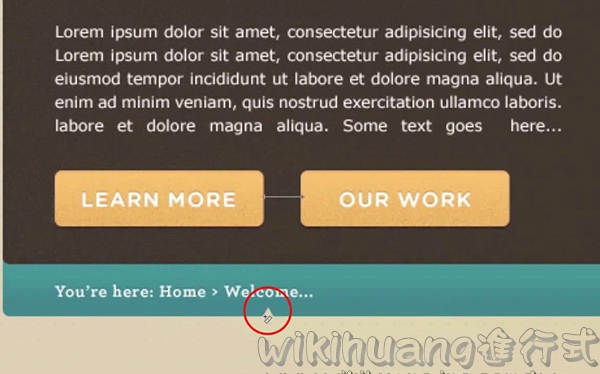 Lorem ipsum dolor sit amet, consectetur adipisicing elit, sed do
Lorem ipsum dolor sit amet, consectetur adipisicing elit, sed do
eiusmod tempor incididunt ut labore et dolore magna aliqua. Ut
enim ad minim veniam, quis nostrud exercitation ullamco laboris.
labore et dolore magna aliqua. Some text goes here...
LEARN MORE OUR WORK
You're here: Home > Welcome...
wikihuang進行式